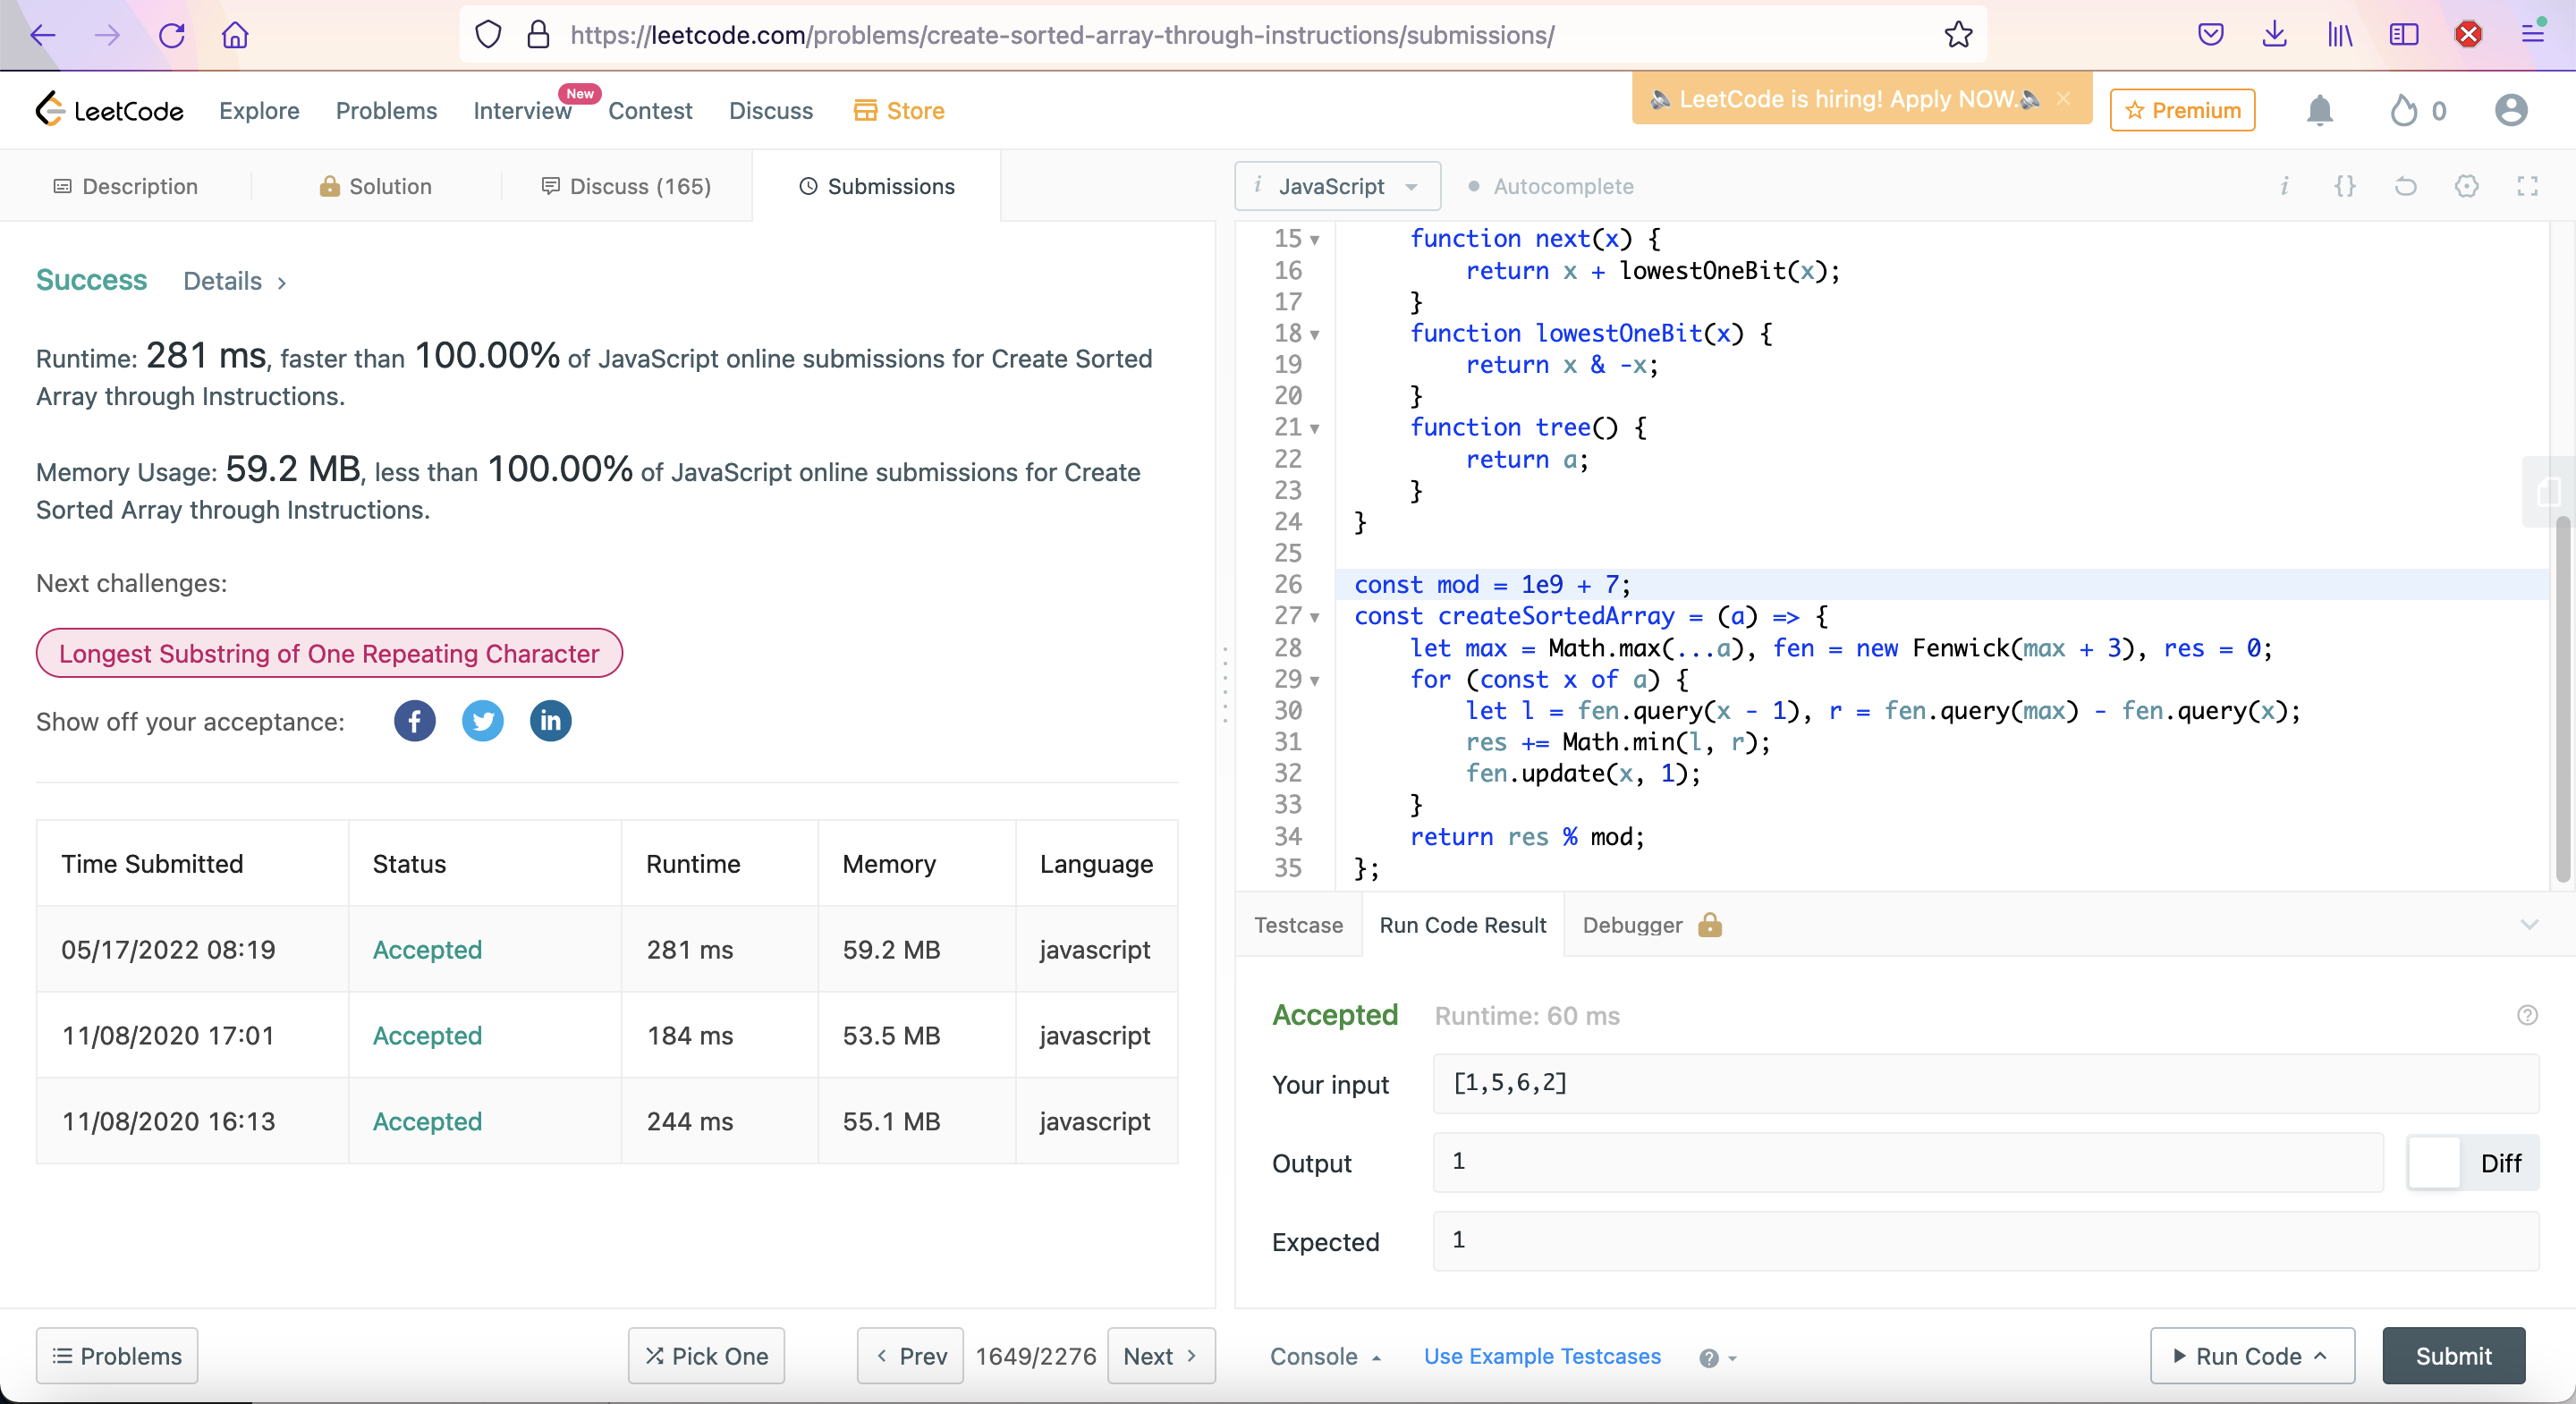 https://leetcode.com/problems/create-sorted-array-through-instructions/submissions/
LeetCode
Explore
Problems
Interview
New
Contest
Discuss
Store
LeetCode is hiring! Apply NOW.
Premium
0
Description
Solution
Discuss (165)
Submissions
Success
Details
Runtime: 281 ms, faster than 100.00% of JavaScript online submissions for Create Sorted
Array through Instructions.
Memory Usage: 59.2 MB, less than 100.00% of JavaScript online submissions for Create
Sorted Array through Instructions.
Next challenges:
Longest Substring of One Repeating Character
Show off your acceptance:
Time Submitted Status Runtime Memory Language
05/17/2022 08:19 Accepted 281 ms 59.2 MB javascript
11/08/2020 17:01 Accepted 184 ms 53.5 MB javascript
11/08/2020 16:13 Accepted 244 ms 55.1 MB javascript
Problems
Pick One
Prev
1649/2276
Next
i JavaScript
Autocomplete
i
{}
15 function next(x) {
16 return x + lowestOneBit(x);
17 }
18 function lowestOneBit(x) {
19 return x & -x;
20 }
21 function tree() {
22 return a;
23 }
24 }
25
26 const mod = 1e9 + 7;
27 const createSortedArray = (a) => {
28 let max = Math.max(...a), fen = new Fenwick(max + 3), res = 0;
29 for (const x of a) {
30 let l = fen.query(x - 1), r = fen.query(max) - fen.query(x);
31 res += Math.min(l, r);
32 fen.update(x, 1);
33 }
34 return res % mod;
35 };
Testcase
Run Code Result
Debugger
Accepted
Runtime: 60 ms
?
Your input
[1,5,6,2]
Output
1
Diff
Expected
1
Console
Use Example Testcases
?
Run Code
Submit